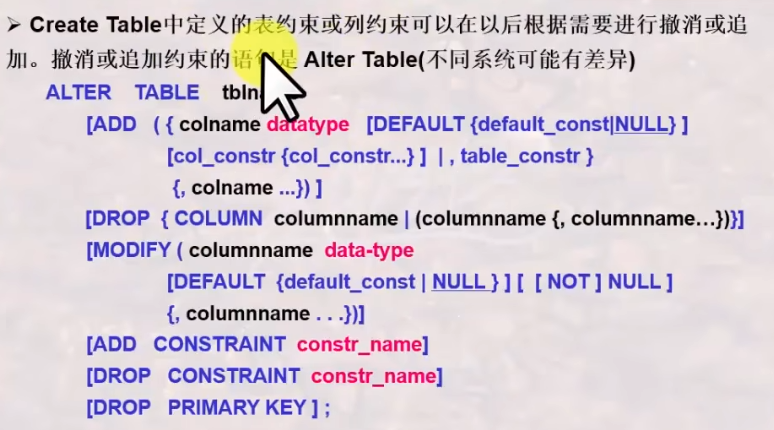 ➢ Create Table中定义的表约束或列约束可以在以后根据需要进行撤消或追
加。撤消或追加约束的语句是 Alter Table(不同系统可能有差异)
ALTER TABLE
[ADD ( { colname datatype [DEFAULT {default_const|NULL} ]
[col_constr {col_constr...} ] | , table_constr }
{, colname ...}) ]
[DROP { COLUMN columnname | (columnname {, columnname…})}]
[MODIFY ( columnname data-type
[DEFAULT {default_const | NULL } ] [ [ NOT ] NULL ]
{, columnname . . .})]
[ADD CONSTRAINT constr_name]
[DROP CONSTRAINT constr_name]
[DROP PRIMARY KEY ] ;